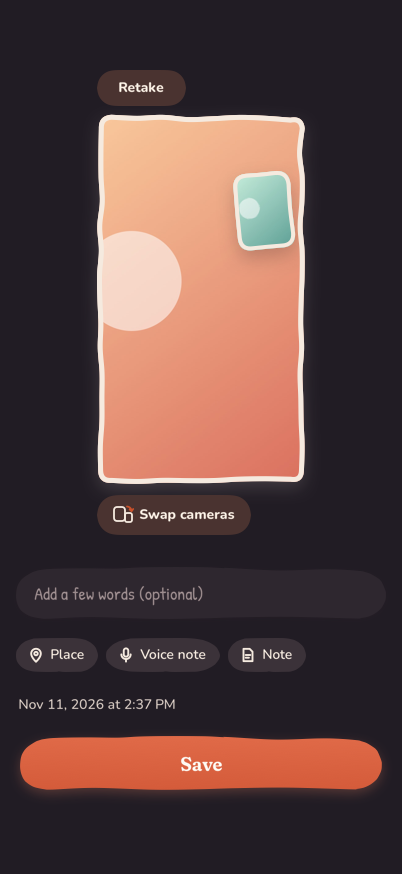 Retake
Swap cameras
Add a few words (optional)
Place
Voice note
Note
Nov 11, 2026 at 2:37 PM
Save